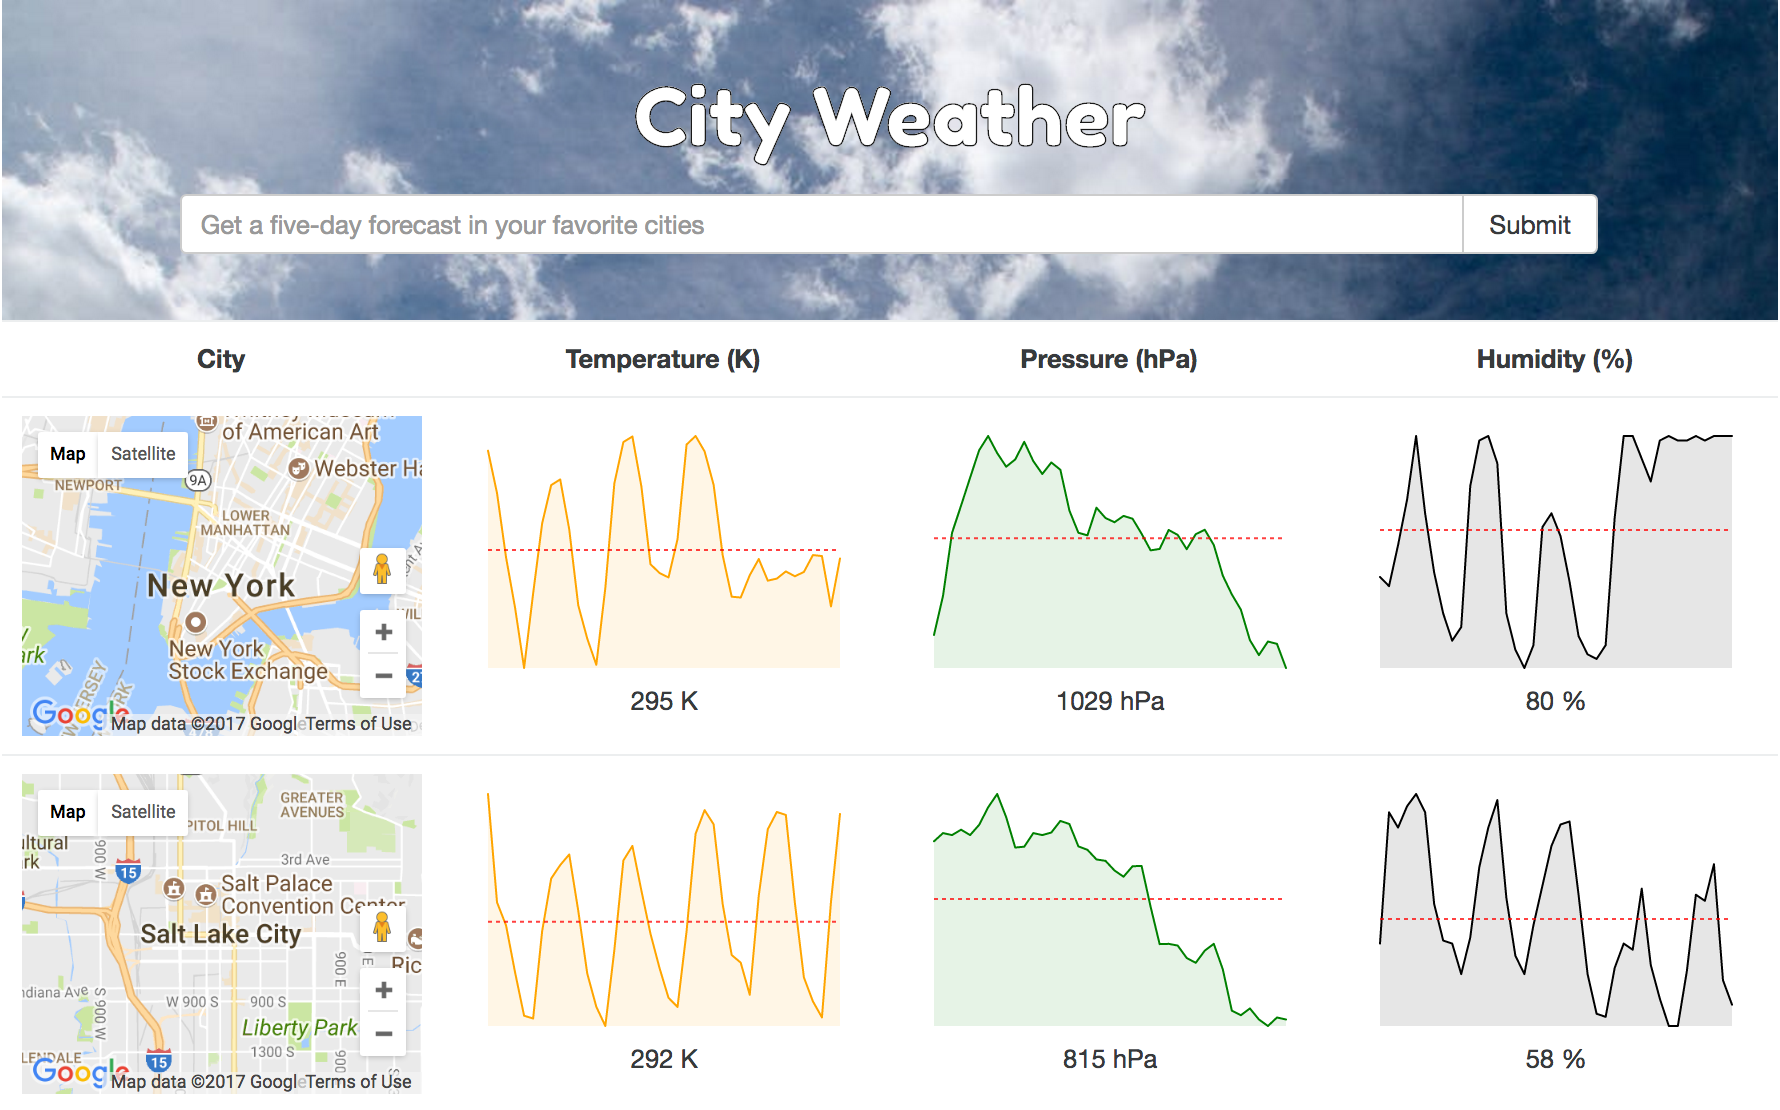 City Weather
Get a five-day forecast in your favorite cities
Submit
City
Temperature (K)
Pressure (hPa)
Humidity (%)
of American Art
Map
Satellite
Webster
NEWPORT
9A
LOWER
MANHATTAN
New York
New York
Stock Exchange
+
−
Google
Map data ©2017 Google
Terms of Use
295 K
1029 hPa
80 %
Map
Satellite
GREATER
AVENUES
PITOL HILL
900 W
15
3rd Ave
Salt Palace
Convention Center
Salt Lake City
Ric
900 E
E
ndiana Ave
900 W
S
W 900 S
900 S
+
−
Liberty Park
1300 S
900
LENDALE
15
Google
Map data ©2017 Google
Terms of Use
292 K
815 hPa
58 %